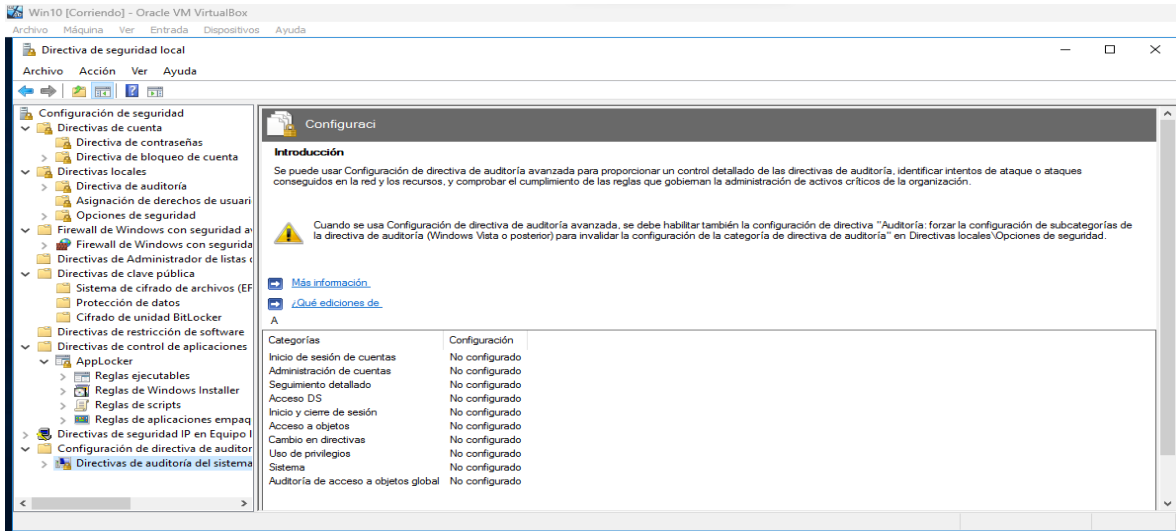 Win10 [Corriendo] - Oracle VM VirtualBox
Archivo Máquina Ver Entrada Dispositivos Ayuda
Directiva de seguridad local
Archivo Acción Ver Ayuda
Configuración de seguridad
Directivas de cuenta
Directiva de contraseñas
Directiva de bloqueo de cuenta
Directivas locales
Directiva de auditoría
Asignación de derechos de usuari
Opciones de seguridad
Firewall de Windows con seguridad av
Firewall de Windows con segurida
Directivas de Administrador de listas d
Directivas de clave pública
Sistema de cifrado de archivos (EF
Protección de datos
Cifrado de unidad BitLocker
Directivas de restricción de software
Directivas de control de aplicaciones
AppLocker
Reglas ejecutables
Reglas de Windows Installer
Reglas de scripts
Reglas de aplicaciones empaq
Directivas de seguridad IP en Equipo l
Configuración de directiva de auditor
Directivas de auditoría del sistema
Configuraci
Introducción
Se puede usar Configuración de directiva de auditoría avanzada para proporcionar un control detallado de las directivas de auditoría, identificar intentos de ataque o ataques
conseguidos en la red y los recursos, y comprobar el cumplimiento de las reglas que gobiernan la administración de activos críticos de la organización.
Cuando se usa Configuración de directiva de auditoría avanzada, se debe habilitar también la configuración de directiva "Auditoría: forzar la configuración de subcategorías de
la directiva de auditoría (Windows Vista o posterior) para invalidar la configuración de la categoría de directiva de auditoría" en Directivas locales\Opciones de seguridad.
Más información
¿Qué ediciones de
A
Categorías Configuración
Inicio de sesión de cuentas No configurado
Administración de cuentas No configurado
Seguimiento detallado No configurado
Acceso DS No configurado
Inicio y cierre de sesión No configurado
Acceso a objetos No configurado
Cambio en directivas No configurado
Uso de privilegios No configurado
Sistema No configurado
Auditoría de acceso a objetos global No configurado